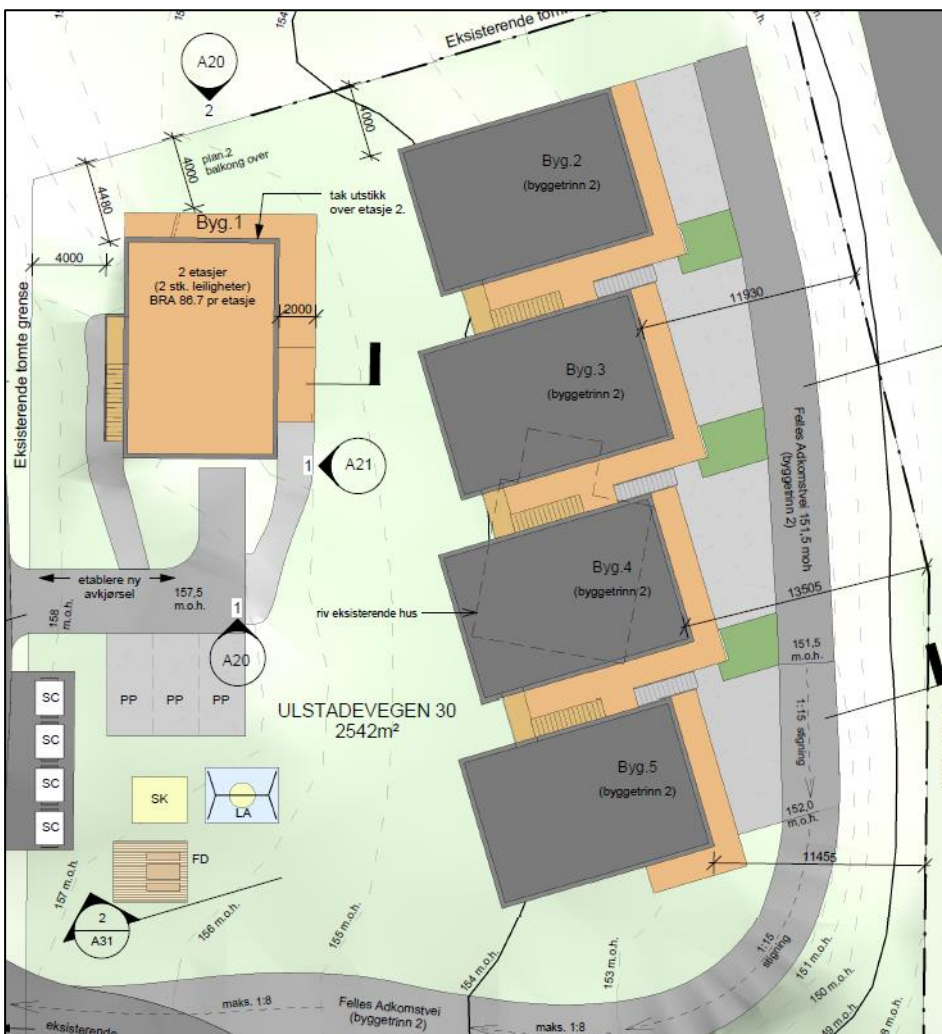 154
Eksisterende tomte
A20
2
4000
4000
plan.2
balkong over
4480
tak utstikk
over etasje 2.
Byg.1
4000
2 etasjer
(2 stk. leiligheter)
BRA 86.7 pr etasje
2000
Eksisterende tomte grense
Byg.2
(byggetrinn 2)
11930
Byg.3
(byggetrinn 2)
1
A21
Felles Adkomstvei 151,5 moh
(byggetrinn 2)
etablere ny
avkjørsel
157,5
m.o.h.
158
m.o.h.
1
A20
riv eksisterende hus
Byg.4
(byggetrinn 2)
13505
151,5
m.o.h.
1:15 stigning
PP
PP
PP
ULSTADEVEGEN 30
2542m²
SC
SC
SC
SC
SK
LA
FD
Byg.5
(byggetrinn 2)
152,0
m.o.h.
11455
157 m.o.h.
2
A31
156 m.o.h.
155 m.o.h.
154 m.o.h.
153 m.o.h.
1:15
stigning
151 m.o.h.
150 m.o.h.
maks. 1:8
Felles Adkomstvei
(byggetrinn 2)
maks. 1:8
eksisterende